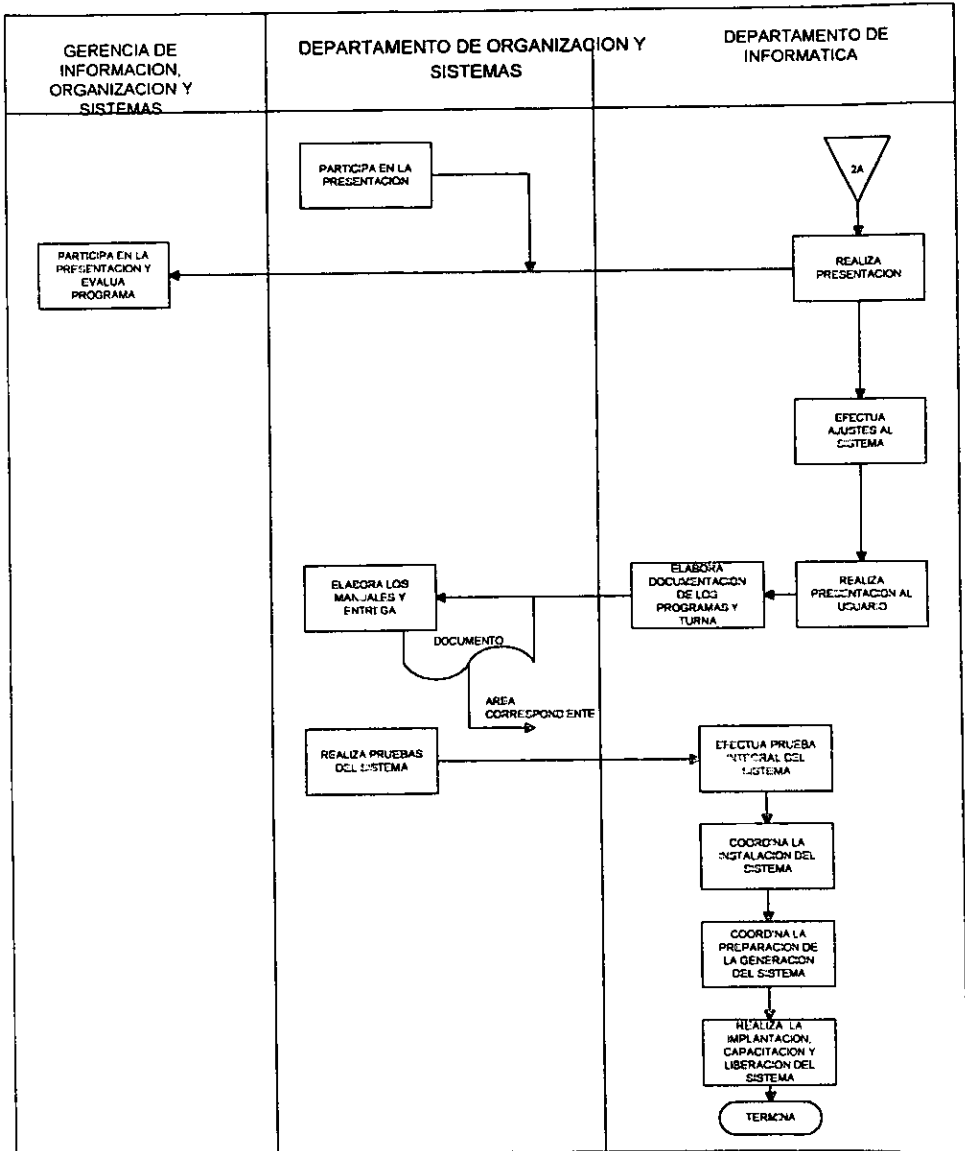 GERENCIA DE
INFORMACION,
ORGANIZACION Y
SISTEMAS
DEPARTAMENTO DE ORGANIZACION Y
SISTEMAS
DEPARTAMENTO DE
INFORMATICA
PARTICIPA EN LA
PRESENTACION
2A
PARTICIPA EN LA
PRESENTACION Y
EVALUA
PROGRAMA
REALIZA
PRESENTACION
EFECTUA
AJUSTES AL
SISTEMA
ELABORA LOS
MANUALES Y
ENTREGA
ELABORA
DOCUMENTACION
DE LOS
PROGRAMAS Y
TURNA
REALIZA
PRESENTACION AL
USUARIO
DOCUMENTO
AREA
CORRESPONDIENTE
REALIZA PRUEBAS
DEL SISTEMA
EFECTUA PRUEBA
INTEGRAL DEL
SISTEMA
COORDINA LA
INSTALACION DEL
SISTEMA
COORDINA LA
PREPARACION DE
LA GENERACION
DEL SISTEMA
REALIZA LA
IMPLANTACION,
CAPACITACION Y
LIBERACION DEL
SISTEMA
TERMINA